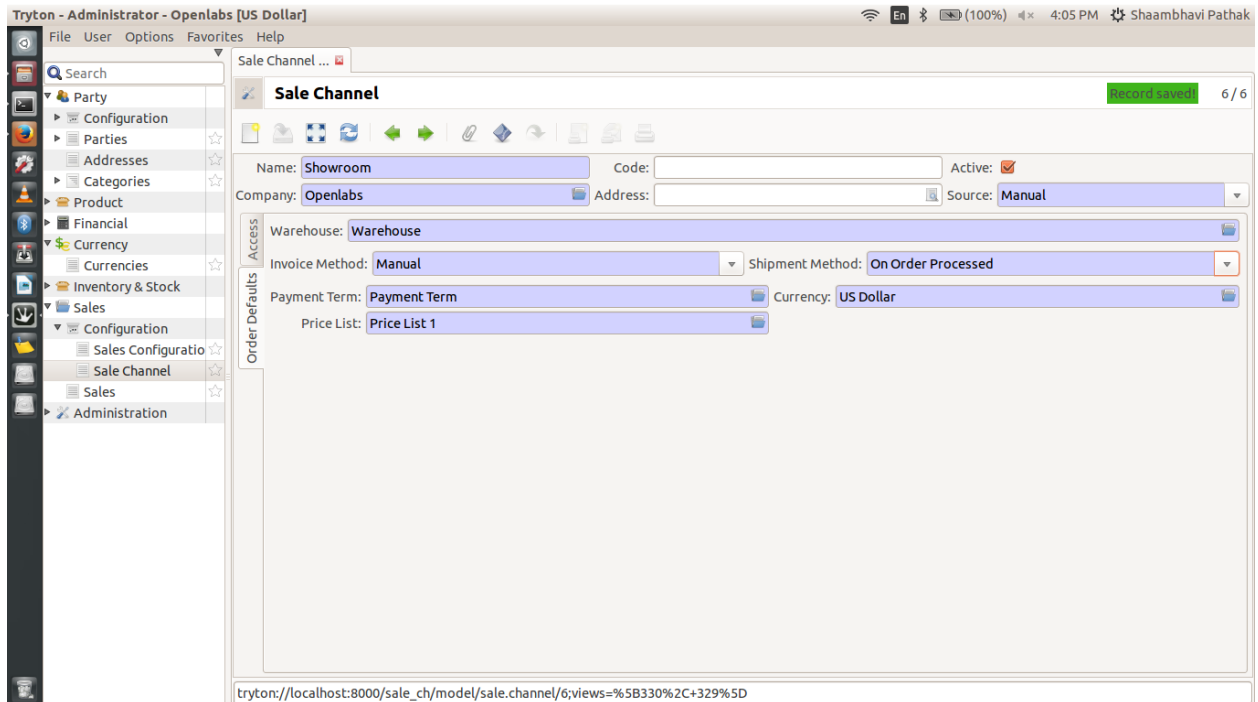 Tryton - Administrator - Openlabs [US Dollar]
En (100%) 4:05 PM Shaambhavi Pathak
File User Options Favorites Help
Search
Party
Configuration
Parties
Addresses
Categories
Product
Financial
Currency
Currencies
Inventory & Stock
Sales
Configuration
Sales Configuratio
Sale Channel
Sales
Administration
Sale Channel ...
Sale Channel
Record saved! 6 / 6
Name: Showroom Code: Active:
Company: Openlabs Address: Source: Manual
Access
Order Defaults
Warehouse: Warehouse
Invoice Method: Manual Shipment Method: On Order Processed
Payment Term: Payment Term Currency: US Dollar
Price List: Price List 1
tryton://localhost:8000/sale_ch/model/sale.channel/6;views=%5B330%2C+329%5D